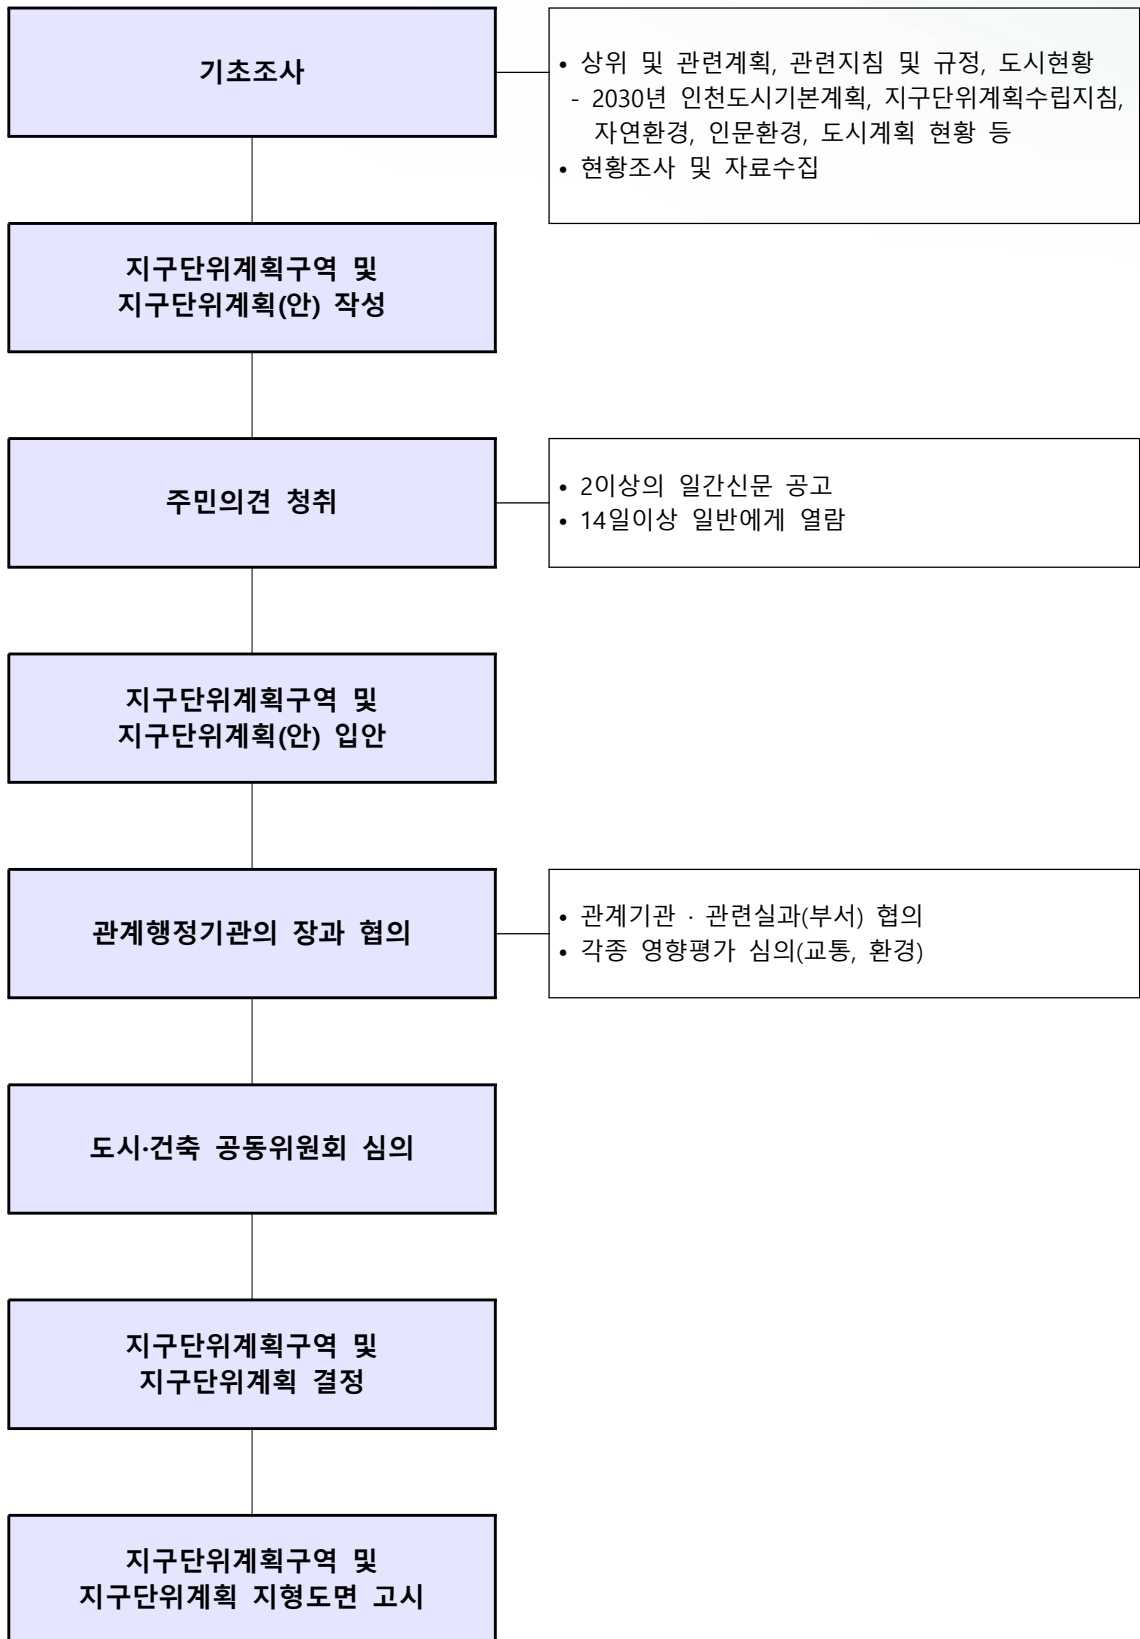 기초조사
• 상위 및 관련계획, 관련지침 및 규정, 도시현황
- 2030년 인천도시기본계획, 지구단위계획수립지침,
자연환경, 인문환경, 도시계획 현황 등
• 현황조사 및 자료수집
지구단위계획구역 및
지구단위계획(안) 작성
주민의견 청취
• 2이상의 일간신문 공고
• 14일이상 일반에게 열람
지구단위계획구역 및
지구단위계획(안) 입안
관계행정기관의 장과 협의
• 관계기관 · 관련실과(부서) 협의
• 각종 영향평가 심의(교통, 환경)
도시·건축 공동위원회 심의
지구단위계획구역 및
지구단위계획 결정
지구단위계획구역 및
지구단위계획 지형도면 고시